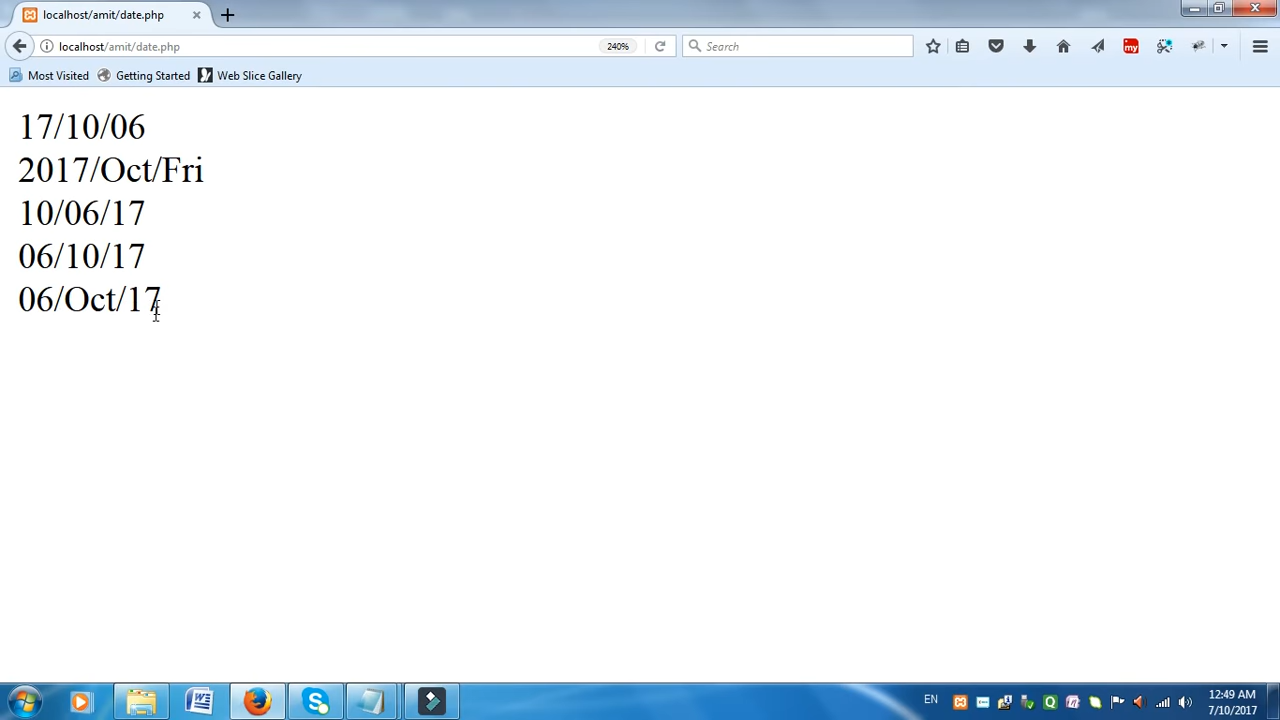 localhost/amit/date.php
localhost/amit/date.php
240%
Search
Most Visited
Getting Started
Web Slice Gallery
17/10/06
2017/Oct/Fri
10/06/17
06/10/17
06/Oct/17
EN
12:49 AM
7/10/2017